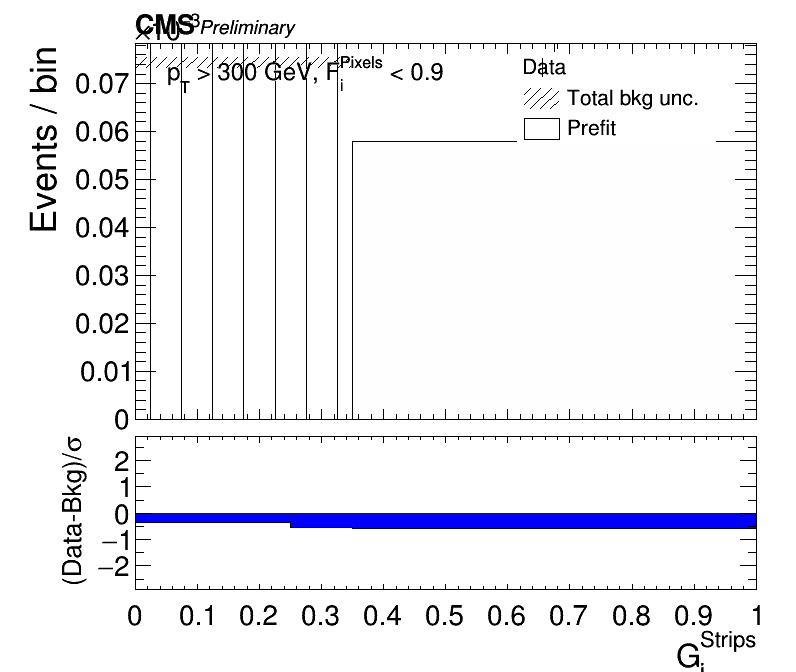 CMS Preliminary
×10³
Events / bin
p_T > 300 GeV, F_i^Pixels < 0.9
Data
Total bkg unc.
Prefit
0.07
0.06
0.05
0.04
0.03
0.02
0.01
0
(Data-Bkg)/σ
2
1
0
−1
−2
0 0.1 0.2 0.3 0.4 0.5 0.6 0.7 0.8 0.9 1
G_i^Strips